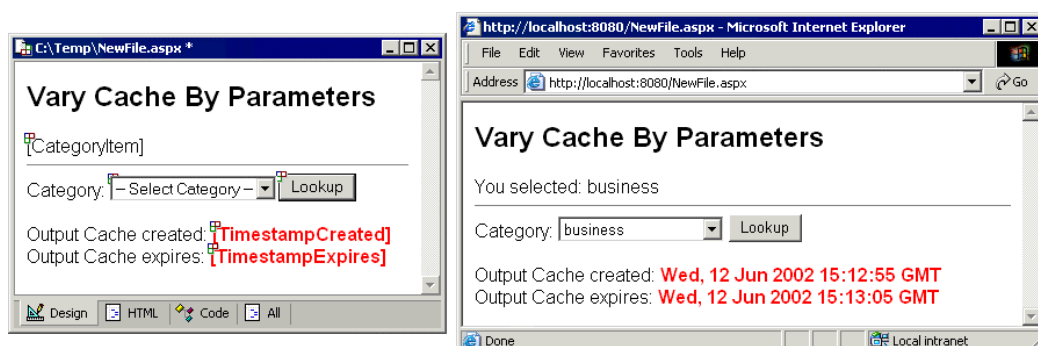 C:\Temp\NewFile.aspx *
Vary Cache By Parameters
[CategoryItem]
Category: -- Select Category -- Lookup
Output Cache created: [TimestampCreated]
Output Cache expires: [TimestampExpires]
Design HTML Code All
http://localhost:8080/NewFile.aspx - Microsoft Internet Explorer
File Edit View Favorites Tools Help
Address http://localhost:8080/NewFile.aspx Go
Vary Cache By Parameters
You selected: business
Category: business Lookup
Output Cache created: Wed, 12 Jun 2002 15:12:55 GMT
Output Cache expires: Wed, 12 Jun 2002 15:13:05 GMT
Done Local intranet